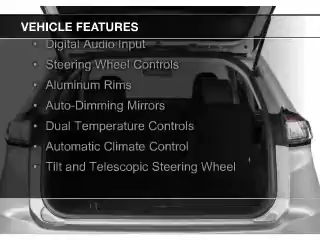 VEHICLE FEATURES
• Digital Audio Input
• Steering Wheel Controls
• Aluminum Rims
• Auto-Dimming Mirrors
• Dual Temperature Controls
• Automatic Climate Control
• Tilt and Telescopic Steering Wheel